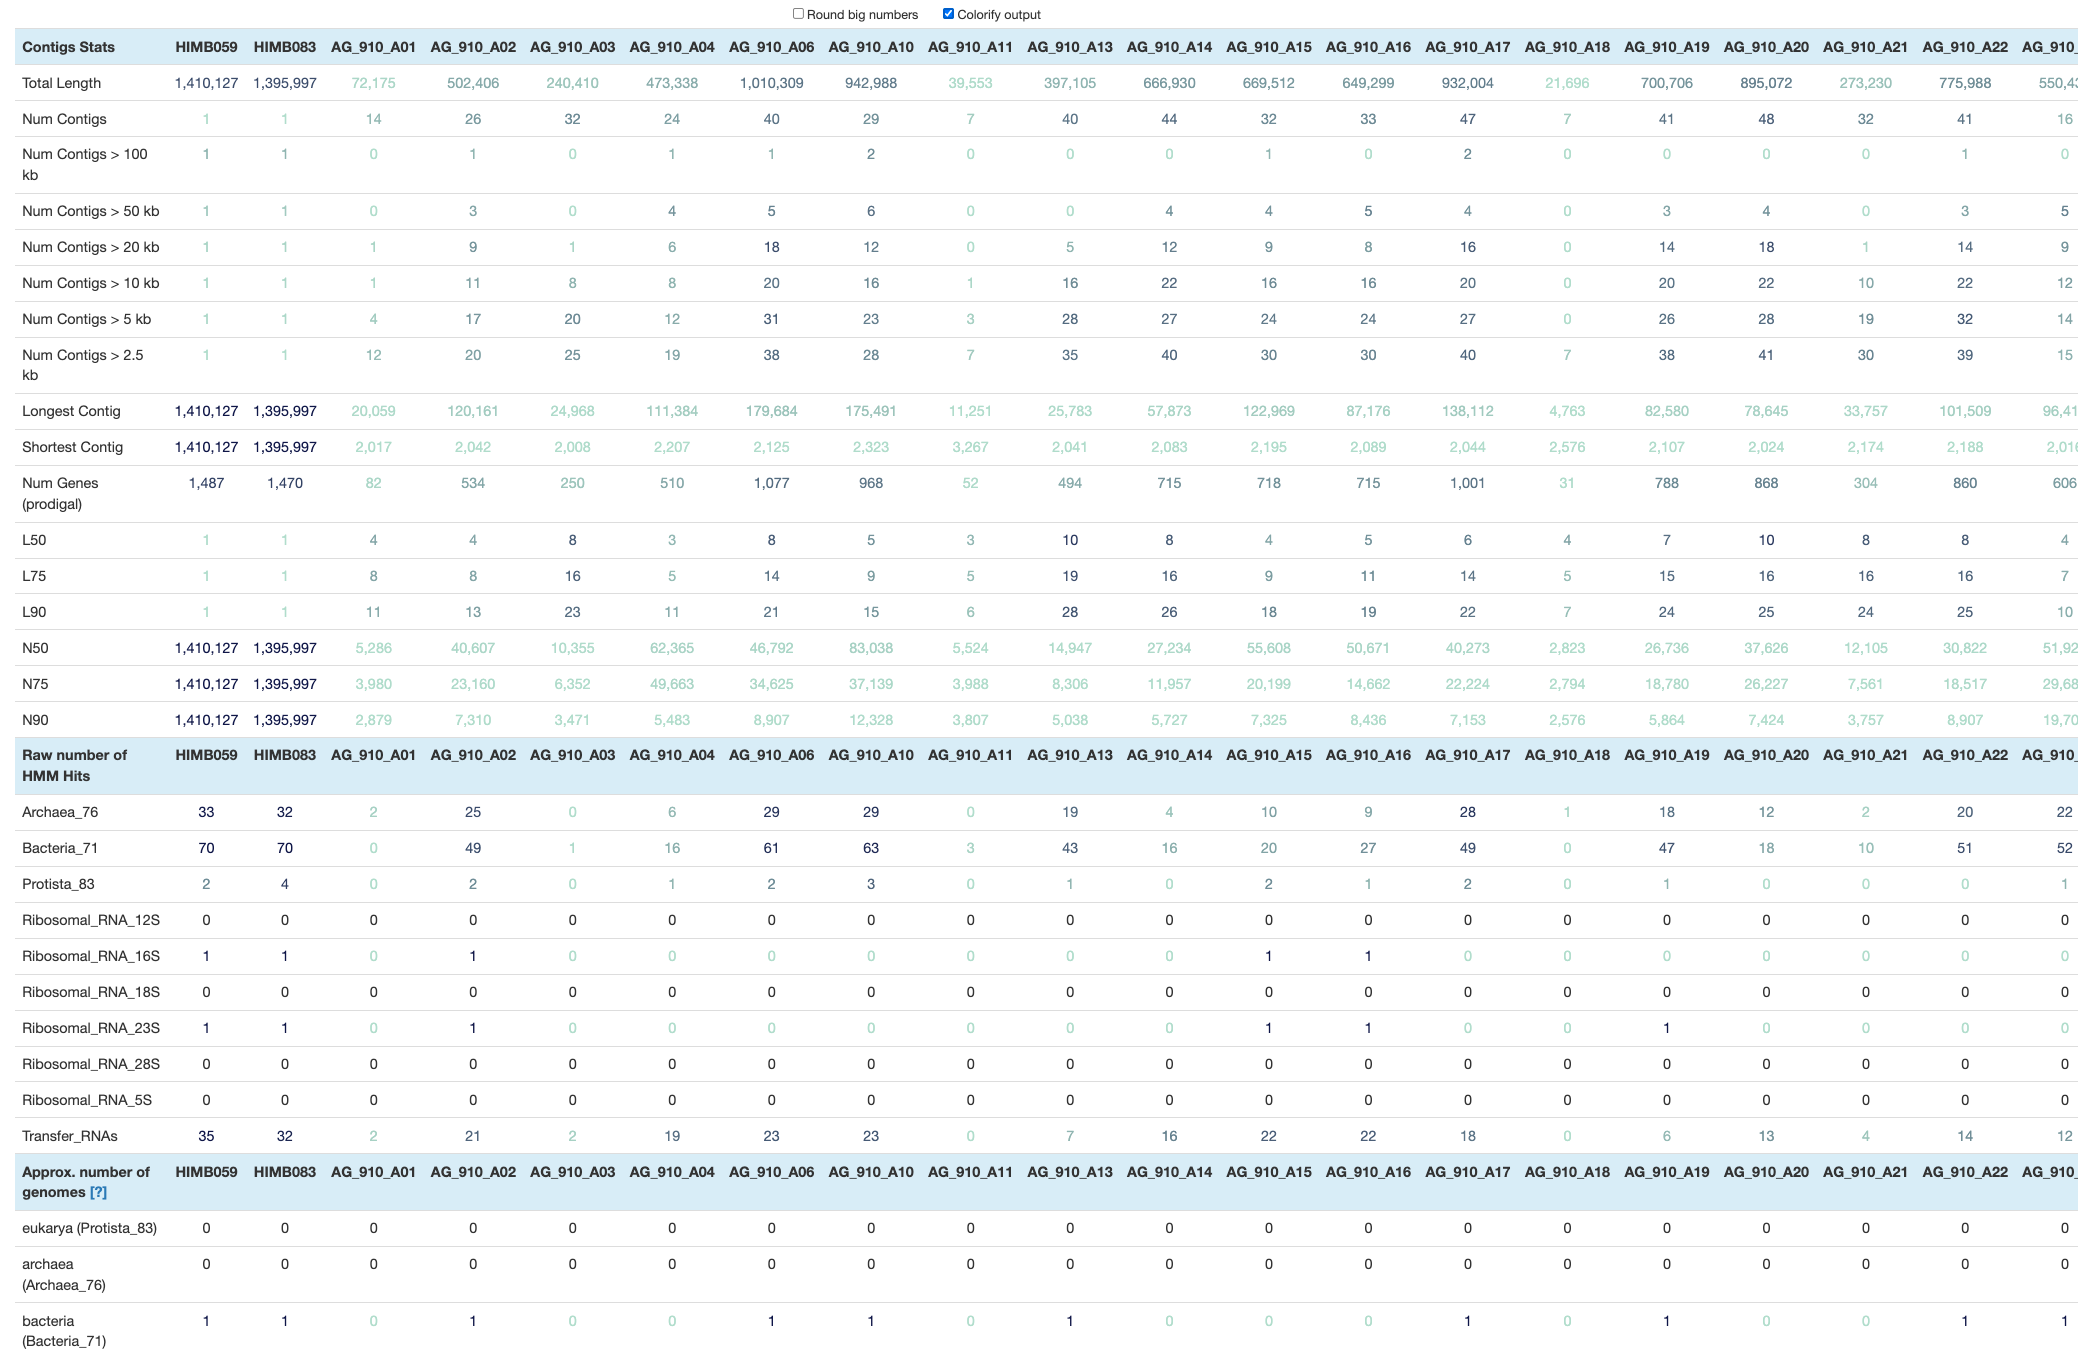 Round big numbers Colorify output
Contigs Stats HIMB059 HIMB083 AG_910_A01 AG_910_A02 AG_910_A03 AG_910_A04 AG_910_A06 AG_910_A10 AG_910_A11 AG_910_A13 AG_910_A14 AG_910_A15 AG_910_A16 AG_910_A17 AG_910_A18 AG_910_A19 AG_910_A20 AG_910_A21 AG_910_A22 AG_910_
Total Length 1,410,127 1,395,997 72,175 502,406 240,410 473,338 1,010,309 942,988 39,553 397,105 666,930 669,512 649,299 932,004 21,696 700,706 895,072 273,230 775,988 550,43
Num Contigs 1 1 14 26 32 24 40 29 7 40 44 32 33 47 7 41 48 32 41 16
Num Contigs > 100 1 1 0 1 0 1 1 2 0 0 0 1 0 2 0 0 0 0 1 0
kb
Num Contigs > 50 kb 1 1 0 3 0 4 5 6 0 0 4 4 5 4 0 3 4 0 3 5
Num Contigs > 20 kb 1 1 1 9 1 6 18 12 0 5 12 9 8 16 0 14 18 1 14 9
Num Contigs > 10 kb 1 1 1 11 8 8 20 16 1 16 22 16 16 20 0 20 22 10 22 12
Num Contigs > 5 kb 1 1 4 17 20 12 31 23 3 28 27 24 24 27 0 26 28 19 32 14
Num Contigs > 2.5 1 1 12 20 25 19 38 28 7 35 40 30 30 40 7 38 41 30 39 15
kb
Longest Contig 1,410,127 1,395,997 20,059 120,161 24,968 111,384 179,684 175,491 11,251 25,783 57,873 122,969 87,176 138,112 4,763 82,580 78,645 33,757 101,509 96,41
Shortest Contig 1,410,127 1,395,997 2,017 2,042 2,008 2,207 2,125 2,323 3,267 2,041 2,083 2,195 2,089 2,044 2,576 2,107 2,024 2,174 2,188 2,016
Num Genes 1,487 1,470 82 534 250 510 1,077 968 52 494 715 718 715 1,001 31 788 868 304 860 606
(prodigal)
L50 1 1 4 4 8 3 8 5 3 10 8 4 5 6 4 7 10 8 8 4
L75 1 1 8 8 16 5 14 9 5 19 16 9 11 14 5 15 16 16 16 7
L90 1 1 11 13 23 11 21 15 6 28 26 18 19 22 7 24 25 24 25 10
N50 1,410,127 1,395,997 5,286 40,607 10,355 62,365 46,792 83,038 5,524 14,947 27,234 55,608 50,671 40,273 2,823 26,736 37,626 12,105 30,822 51,92
N75 1,410,127 1,395,997 3,980 23,160 6,352 49,663 34,625 37,139 3,988 8,306 11,957 20,199 14,662 22,224 2,794 18,780 26,227 7,561 18,517 29,68
N90 1,410,127 1,395,997 2,879 7,310 3,471 5,483 8,907 12,328 3,807 5,038 5,727 7,325 8,436 7,153 2,576 5,864 7,424 3,757 8,907 19,70
Raw number of HIMB059 HIMB083 AG_910_A01 AG_910_A02 AG_910_A03 AG_910_A04 AG_910_A06 AG_910_A10 AG_910_A11 AG_910_A13 AG_910_A14 AG_910_A15 AG_910_A16 AG_910_A17 AG_910_A18 AG_910_A19 AG_910_A20 AG_910_A21 AG_910_A22 AG_910_
HMM Hits
Archaea_76 33 32 2 25 0 6 29 29 0 19 4 10 9 28 1 18 12 2 20 22
Bacteria_71 70 70 0 49 1 16 61 63 3 43 16 20 27 49 0 47 18 10 51 52
Protista_83 2 4 0 2 0 1 2 3 0 1 0 2 1 2 0 1 0 0 0 1
Ribosomal_RNA_12S 0 0 0 0 0 0 0 0 0 0 0 0 0 0 0 0 0 0 0 0
Ribosomal_RNA_16S 1 1 0 1 0 0 0 0 0 0 0 1 1 0 0 0 0 0 0 0
Ribosomal_RNA_18S 0 0 0 0 0 0 0 0 0 0 0 0 0 0 0 0 0 0 0 0
Ribosomal_RNA_23S 1 1 0 1 0 0 0 0 0 0 0 1 1 0 0 1 0 0 0 0
Ribosomal_RNA_28S 0 0 0 0 0 0 0 0 0 0 0 0 0 0 0 0 0 0 0 0
Ribosomal_RNA_5S 0 0 0 0 0 0 0 0 0 0 0 0 0 0 0 0 0 0 0 0
Transfer_RNAs 35 32 2 21 2 19 23 23 0 7 16 22 22 18 0 6 13 4 14 12
Approx. number of HIMB059 HIMB083 AG_910_A01 AG_910_A02 AG_910_A03 AG_910_A04 AG_910_A06 AG_910_A10 AG_910_A11 AG_910_A13 AG_910_A14 AG_910_A15 AG_910_A16 AG_910_A17 AG_910_A18 AG_910_A19 AG_910_A20 AG_910_A21 AG_910_A22 AG_910_
genomes [?]
eukarya (Protista_83) 0 0 0 0 0 0 0 0 0 0 0 0 0 0 0 0 0 0 0 0
archaea 0 0 0 0 0 0 0 0 0 0 0 0 0 0 0 0 0 0 0 0
(Archaea_76)
bacteria 1 1 0 1 0 0 1 1 0 1 0 0 0 1 0 1 0 0 1 1
(Bacteria_71)